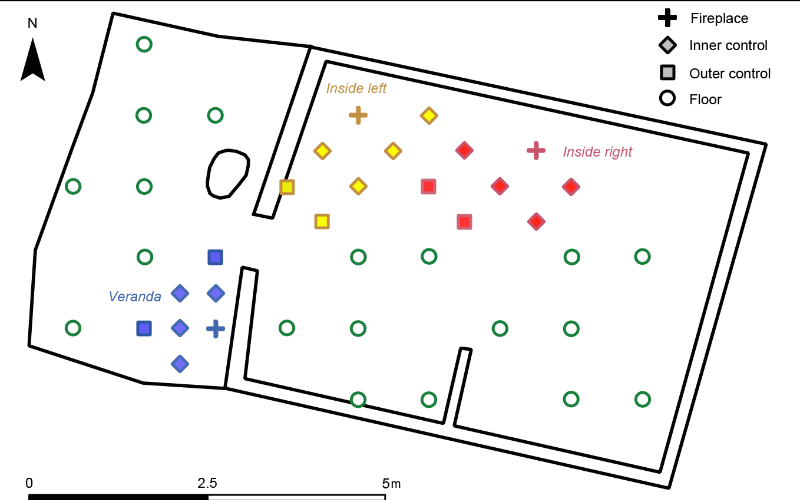 N
Fireplace
Inner control
Outer control
Floor
Inside left
Inside right
Veranda
0 2.5 5m